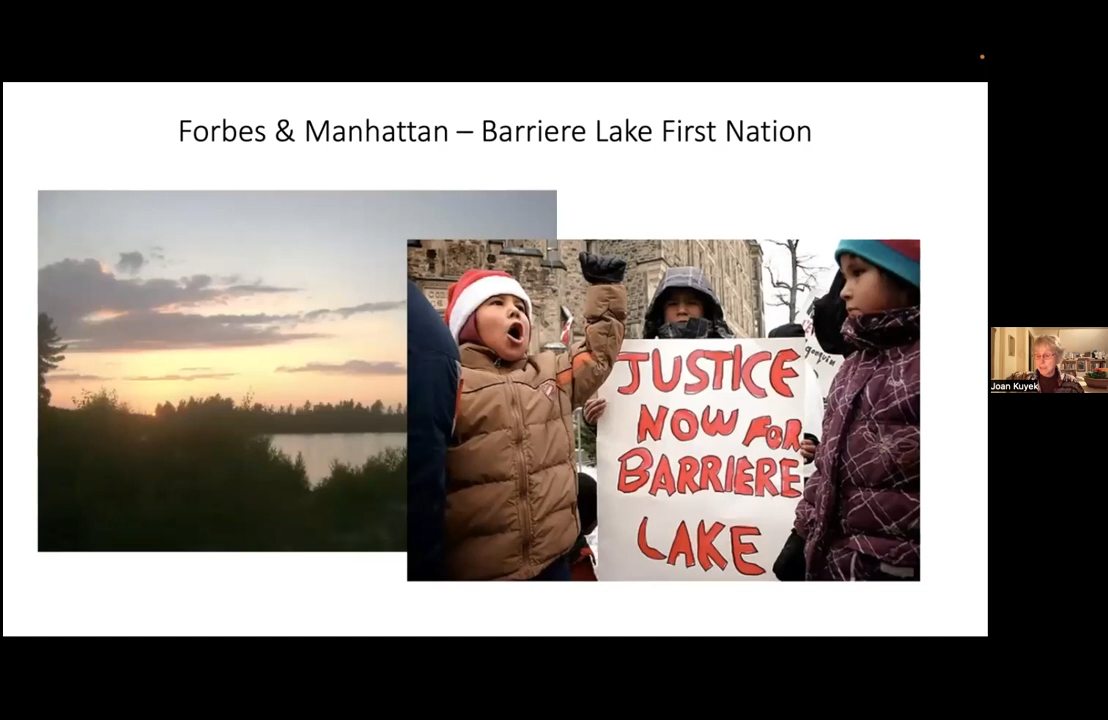 Forbes & Manhattan – Barriere Lake First Nation
JUSTICE
NOW FOR
BARRIERE
LAKE
Joan Kuyek